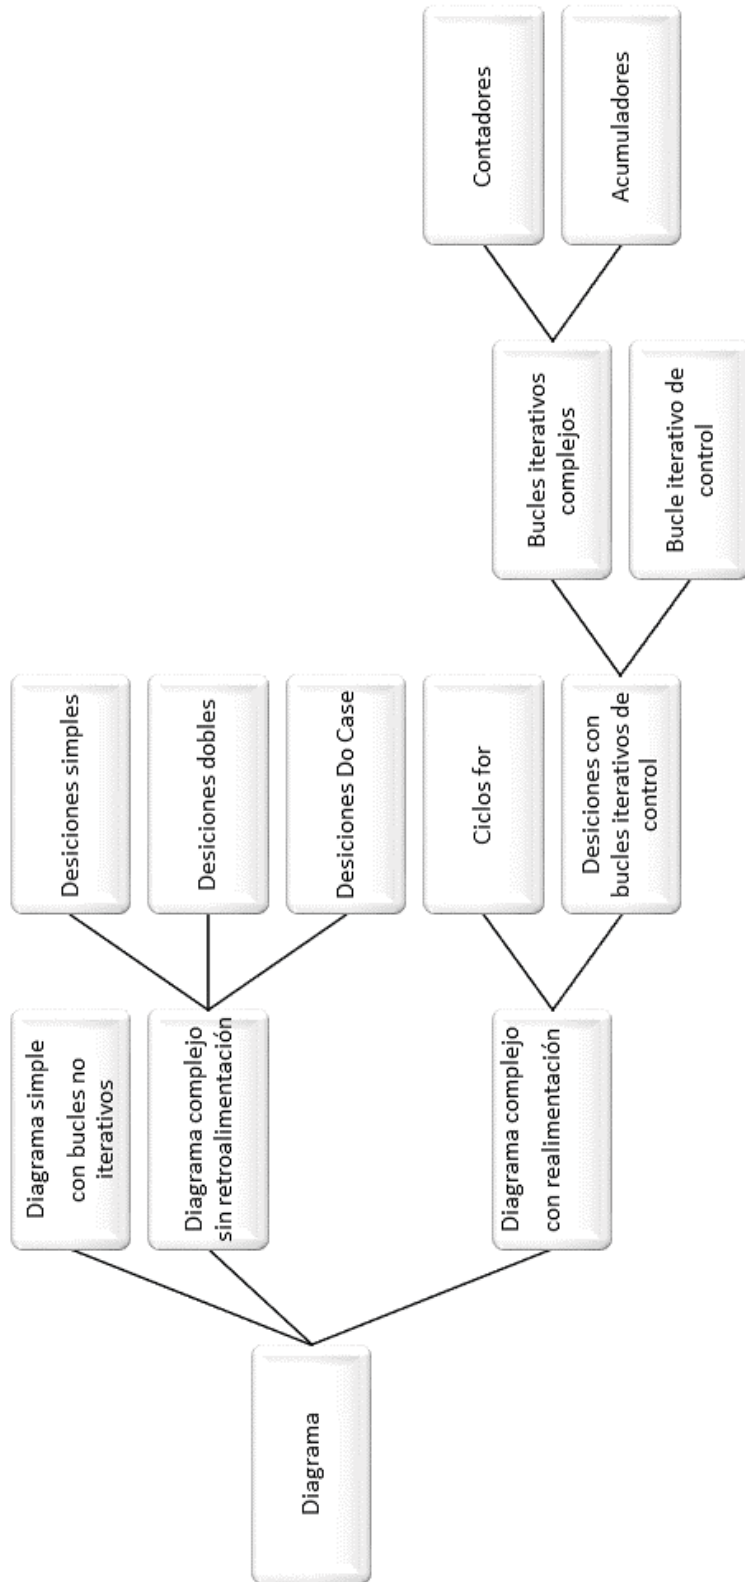 Diagrama
Diagrama simple
con bucles no
iterativos
Diagrama complejo
sin retroalimentación
Desiciones simples
Desiciones dobles
Desiciones Do Case
Diagrama complejo
con realimentación
Ciclos for
Desiciones con
bucles iterativos de
control
Bucles iterativos
complejos
Contadores
Acumuladores
Bucle iterativo de
control